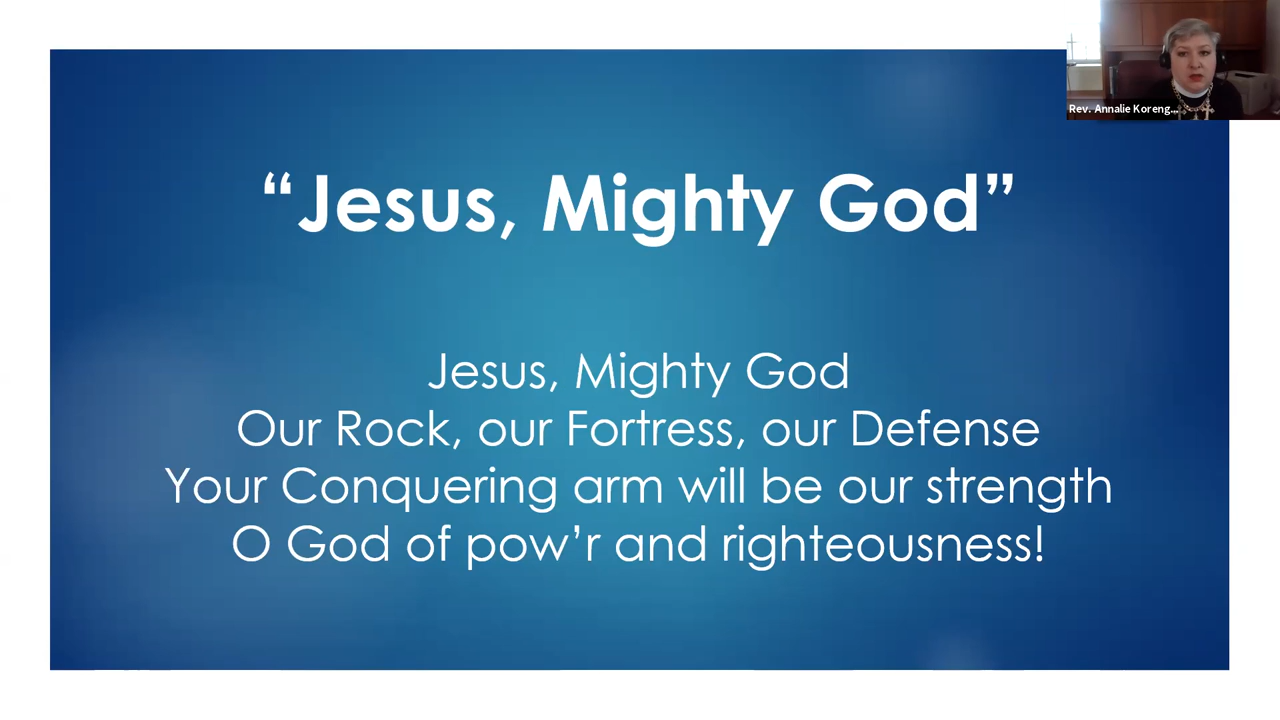 Rev. Annalie Koreng...
“Jesus, Mighty God”
Jesus, Mighty God
Our Rock, our Fortress, our Defense
Your Conquering arm will be our strength
O God of pow’r and righteousness!